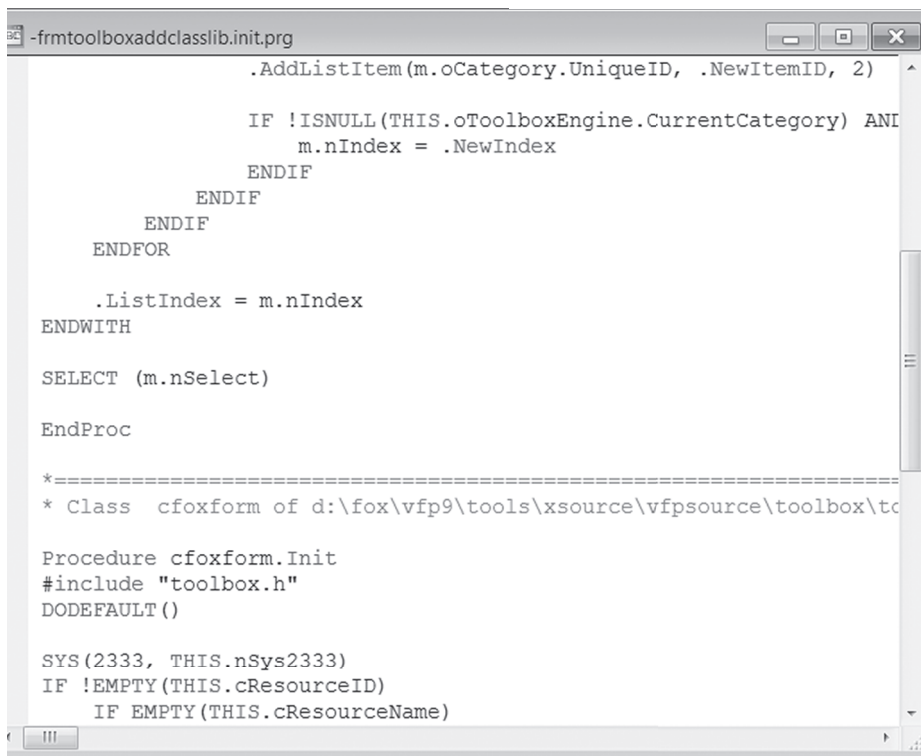 -frmtoolboxaddclasslib.init.prg
.AddListItem(m.oCategory.UniqueID, .NewItemID, 2)
IF !ISNULL(THIS.oToolboxEngine.CurrentCategory) AND
m.nIndex = .NewIndex
ENDIF
ENDIF
ENDIF
ENDFOR
.ListIndex = m.nIndex
ENDWITH
SELECT (m.nSelect)
EndProc
*====================================================================
* Class  cfoxform of d:\fox\vfp9\tools\xsource\vfpsource\toolbox\to
Procedure cfoxform.Init
#include "toolbox.h"
DODEFAULT()
SYS(2333, THIS.nSys2333)
IF !EMPTY(THIS.cResourceID)
IF EMPTY(THIS.cResourceName)